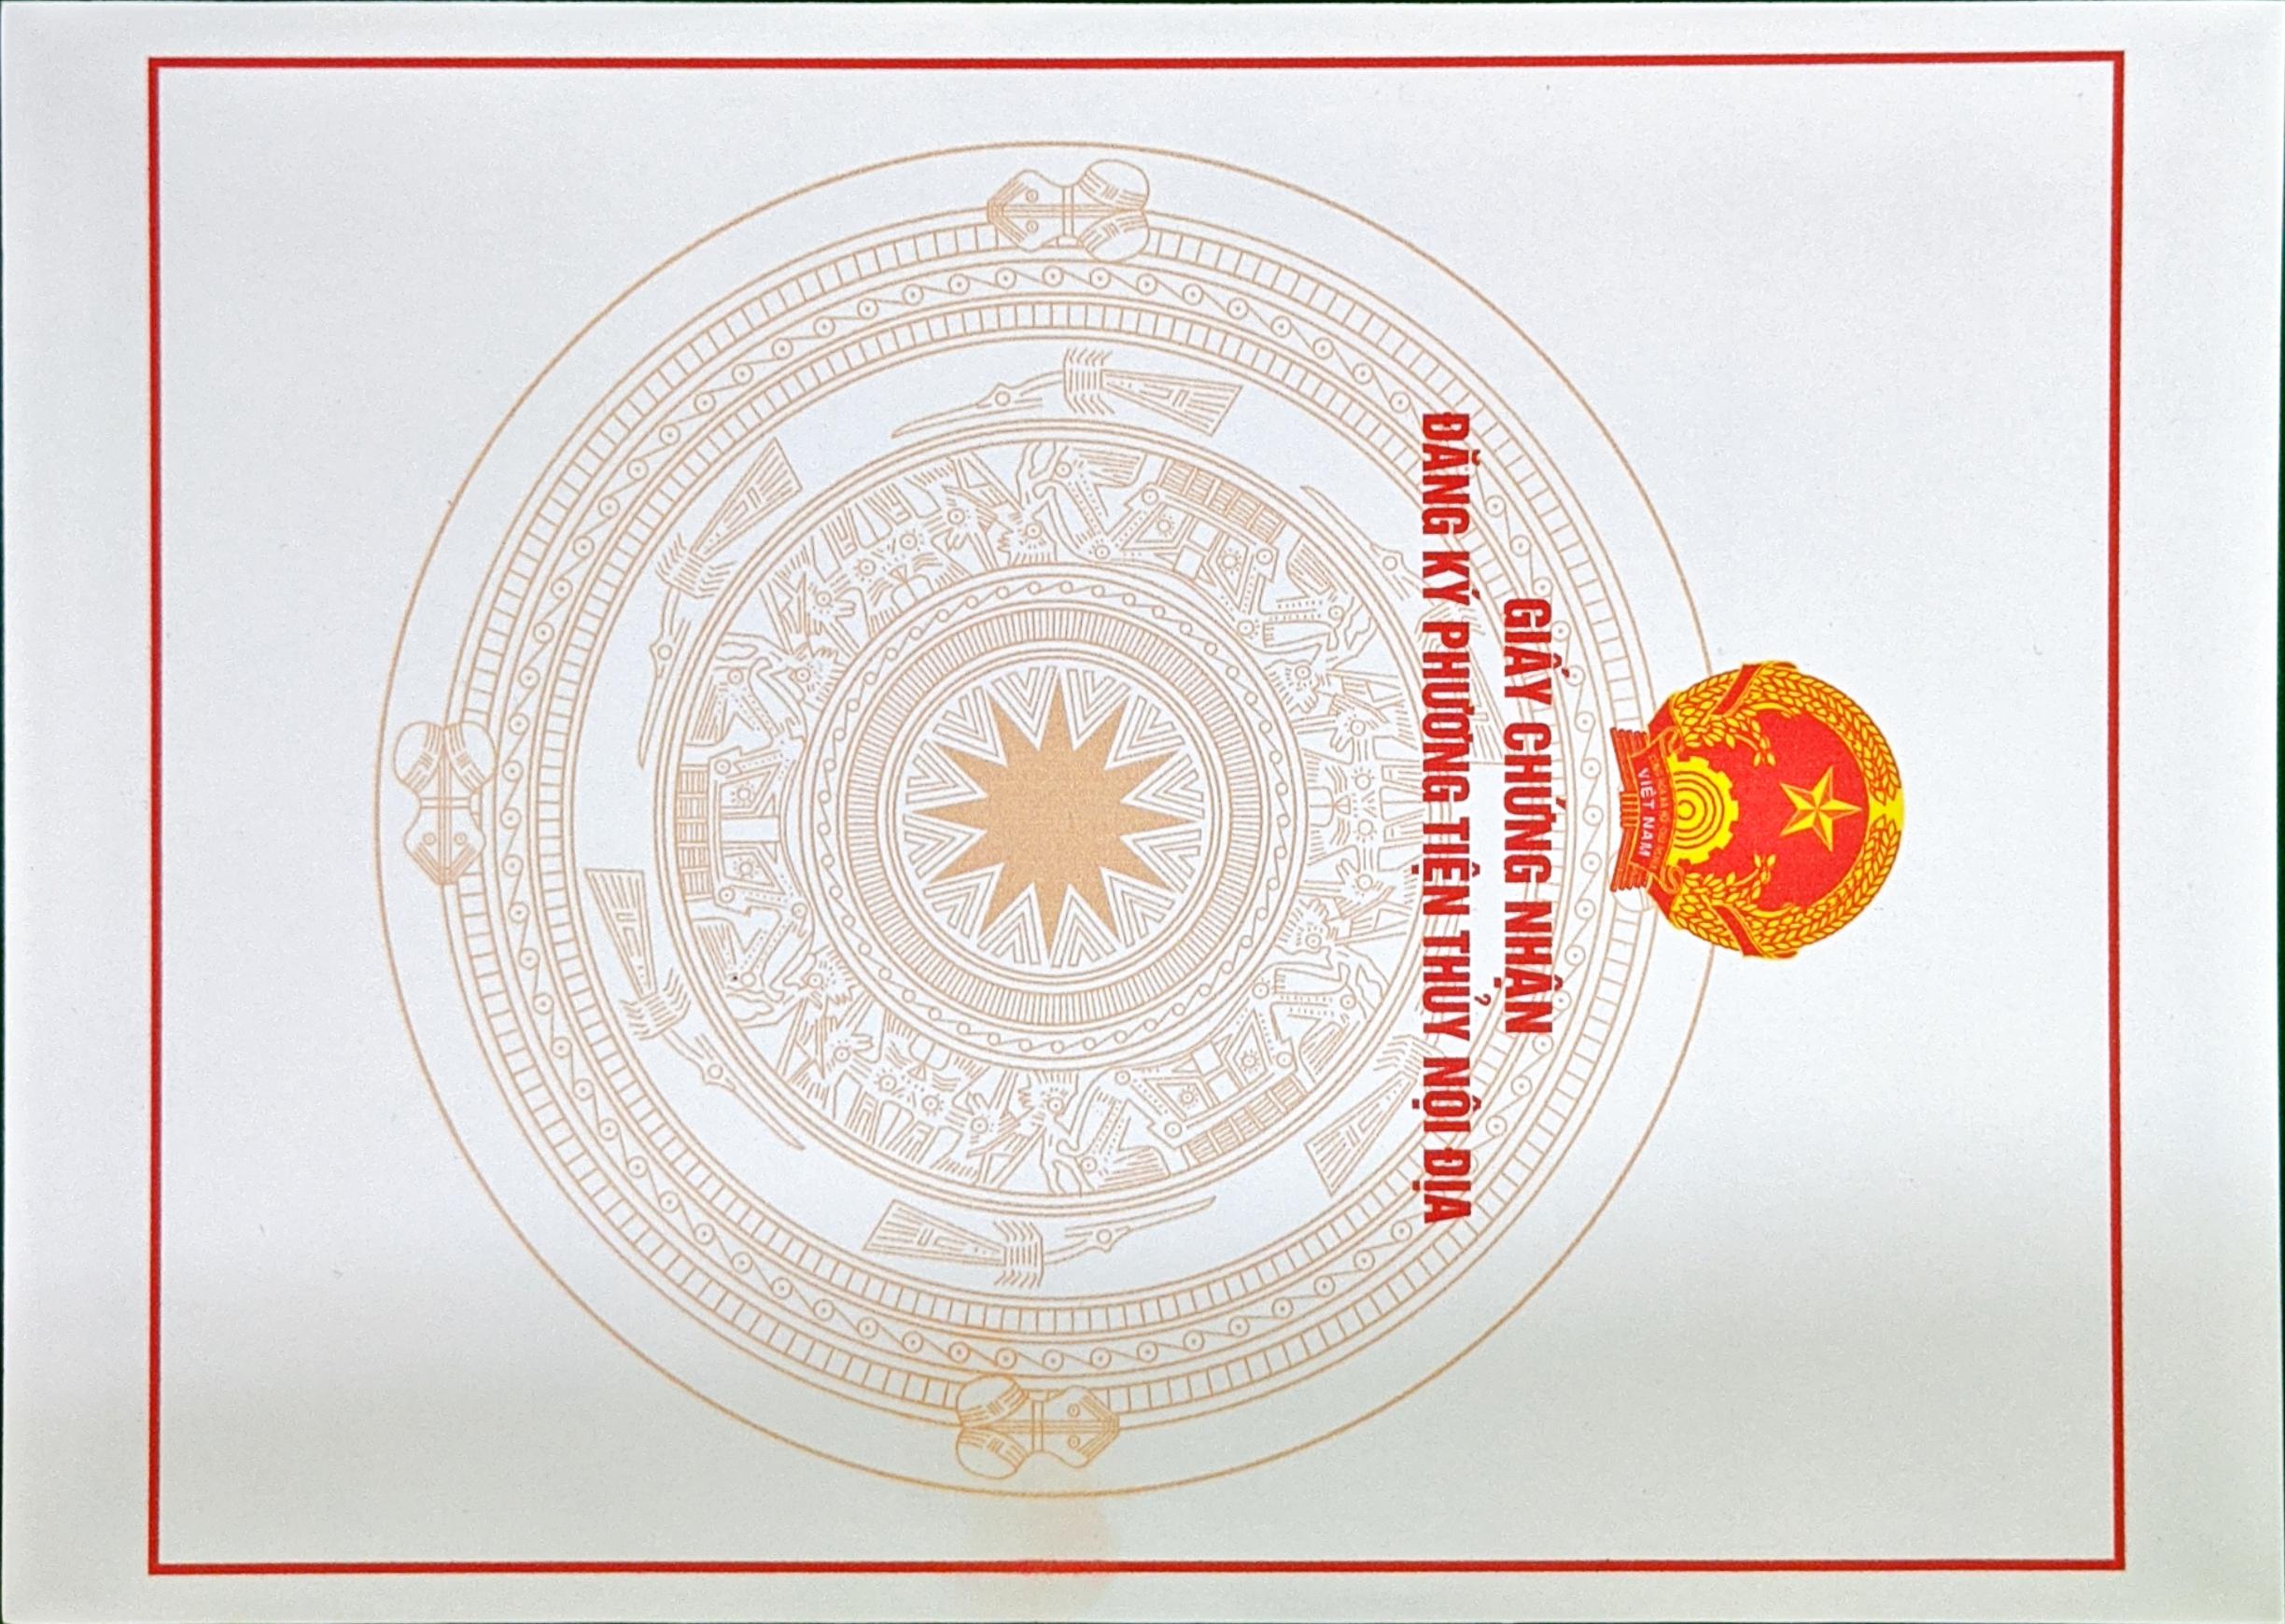 CỘNG HÒA XÃ HỘI CHỦ NGHĨA
VIỆT NAM
GIẤY CHỨNG NHẬN
ĐĂNG KÝ PHƯƠNG TIỆN THỦY NỘI ĐỊA